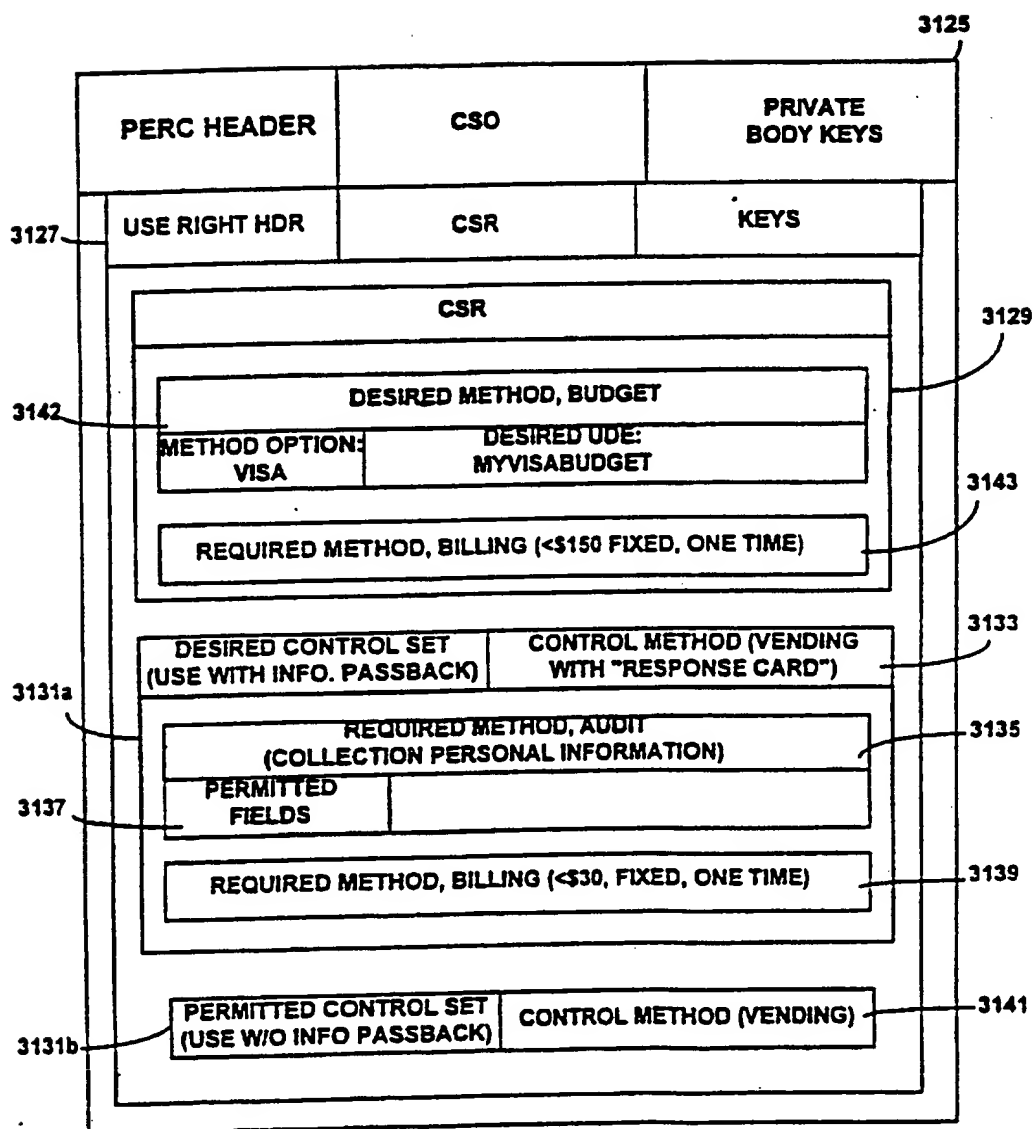 3125
PERC HEADER
CSO
PRIVATE
BODY KEYS
3127
USE RIGHT HDR
CSR
KEYS
CSR
3129
DESIRED METHOD, BUDGET
3142
METHOD OPTION:
VISA
DESIRED UDE:
MYVISABUDGET
3143
REQUIRED METHOD, BILLING (<$150 FIXED, ONE TIME)
DESIRED CONTROL SET
(USE WITH INFO. PASSBACK)
CONTROL METHOD (VENDING
WITH "RESPONSE CARD")
3133
3131a
REQUIRED METHOD, AUDIT
(COLLECTION PERSONAL INFORMATION)
3135
PERMITTED
FIELDS
3137
REQUIRED METHOD, BILLING (<$30, FIXED, ONE TIME)
3139
PERMITTED CONTROL SET
(USE W/O INFO PASSBACK)
CONTROL METHOD (VENDING)
3141
3131b